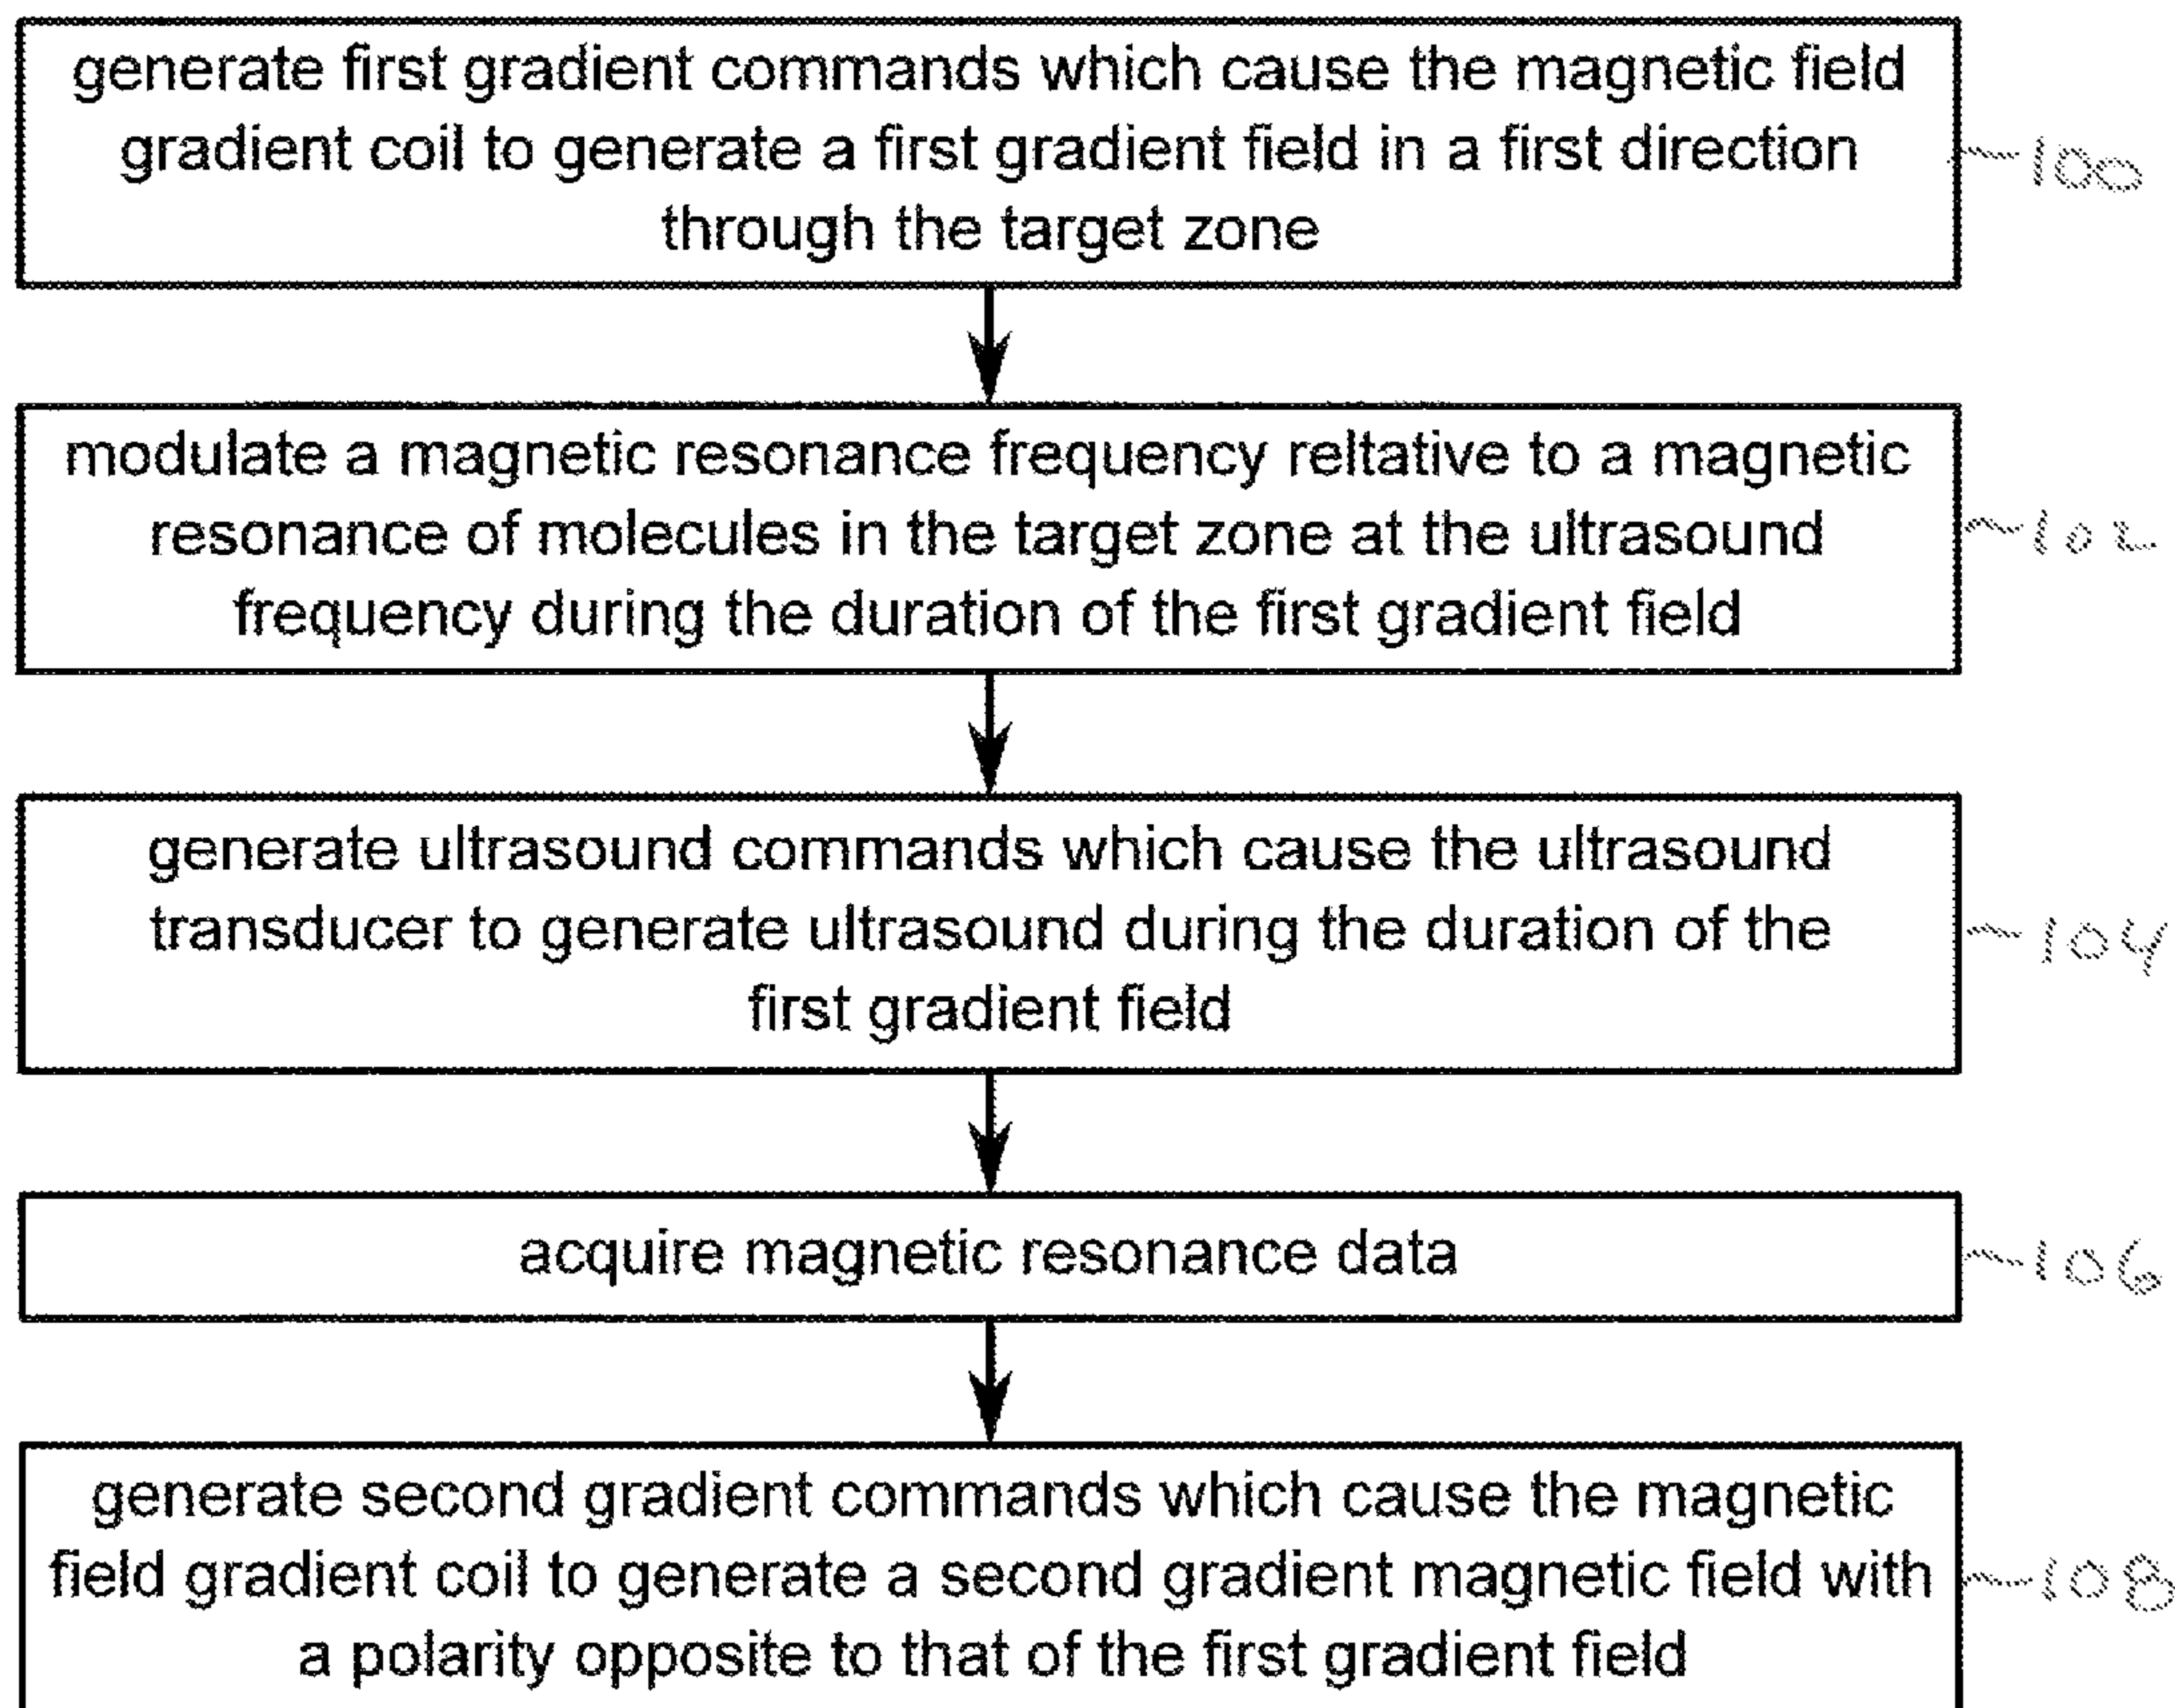 generate first gradient commands which cause the magnetic field
gradient coil to generate a first gradient field in a first direction
through the target zone
100
modulate a magnetic resonance frequency reltative to a magnetic
resonance of molecules in the target zone at the ultrasound
frequency during the duration of the first gradient field
102
generate ultrasound commands which cause the ultrasound
transducer to generate ultrasound during the duration of the
first gradient field
104
acquire magnetic resonance data
106
generate second gradient commands which cause the magnetic
field gradient coil to generate a second gradient magnetic field with
a polarity opposite to that of the first gradient field
108